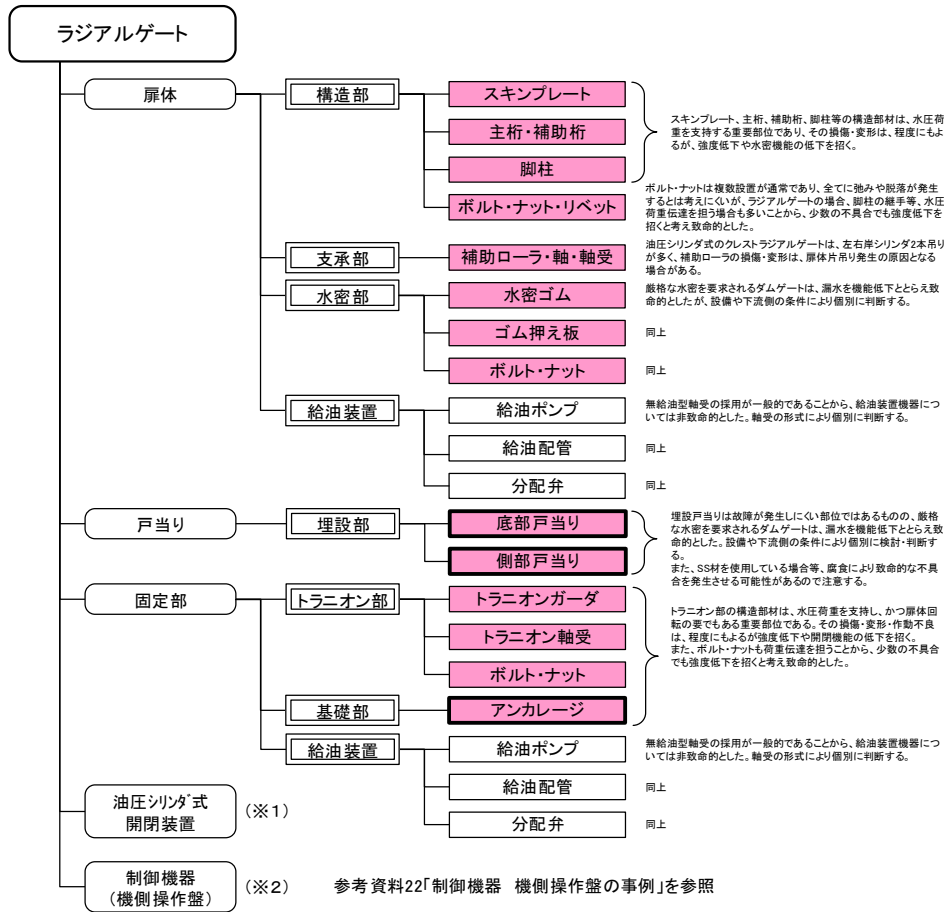 ラジアルゲート
扉体
構造部
スキンプレート
主桁・補助桁
脚柱
ボルト・ナット・リベット
スキンプレート、主桁、補助桁、脚柱等の構造部材は、水圧荷
重を支持する重要部位であり、その損傷・変形は、程度にもよ
るが、強度低下や水密機能の低下を招く。
ボルト・ナットは複数設置が通常であり、全てに弛みや脱落が発生
するとは考えにくいが、ラジアルゲートの場合、脚柱の継手等、水圧
荷重伝達を担う場合も多いことから、少数の不具合でも強度低下を
招くと考え致命的とした。
支承部
補助ローラ・軸・軸受
油圧シリンダ式のクレストラジアルゲートは、左右岸シリンダ2本吊り
が多く、補助ローラの損傷・変形は、扉体片吊り発生の原因となる
場合がある。
水密部
水密ゴム
厳格な水密を要求されるダムゲートは、漏水を機能低下ととらえ致
命的としたが、設備や下流側の条件により個別に判断する。
ゴム押え板
同上
ボルト・ナット
同上
給油装置
給油ポンプ
無給油型軸受の採用が一般的であることから、給油装置機器につ
いては非致命的とした。軸受の形式により個別に判断する。
給油配管
同上
分配弁
同上
戸当り
埋設部
底部戸当り
側部戸当り
埋設戸当りは故障が発生しにくい部位ではあるものの、厳格
な水密を要求されるダムゲートは、漏水を機能低下ととらえ致
命的とした。設備や下流側の条件により個別に検討・判断す
る。
また、SS材を使用している場合等、腐食により致命的な不具
合を発生させる可能性があるので注意する。
固定部
トラニオン部
トラニオンガーダ
トラニオン軸受
ボルト・ナット
基礎部
アンカレージ
トラニオン部の構造部材は、水圧荷重を支持し、かつ扉体回
転の要でもある重要部位である。その損傷・変形・作動不良
は、程度にもよるが強度低下や開閉機能の低下を招く。
また、ボルト・ナットも荷重伝達を担うことから、少数の不具合
でも強度低下を招くと考え致命的とした。
給油装置
給油ポンプ
無給油型軸受の採用が一般的であることから、給油装置機器につ
いては非致命的とした。軸受の形式により個別に判断する。
給油配管
同上
分配弁
同上
油圧シリンダ式
開閉装置
(※1)
制御機器
(機側操作盤)
(※2)
参考資料22「制御機器 機側操作盤の事例」を参照